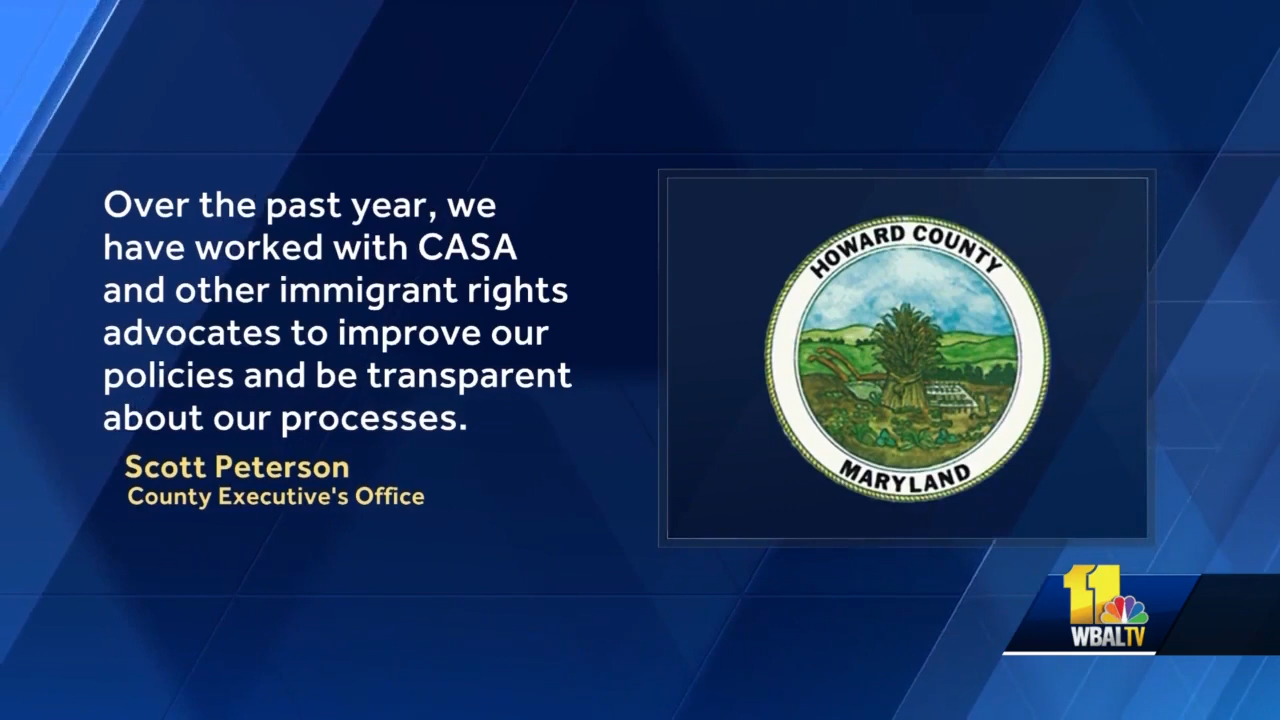 Over the past year, we
have worked with CASA
and other immigrant rights
advocates to improve our
policies and be transparent
about our processes.
Scott Peterson
County Executive's Office
HOWARD COUNTY
MARYLAND
11
WBALTV